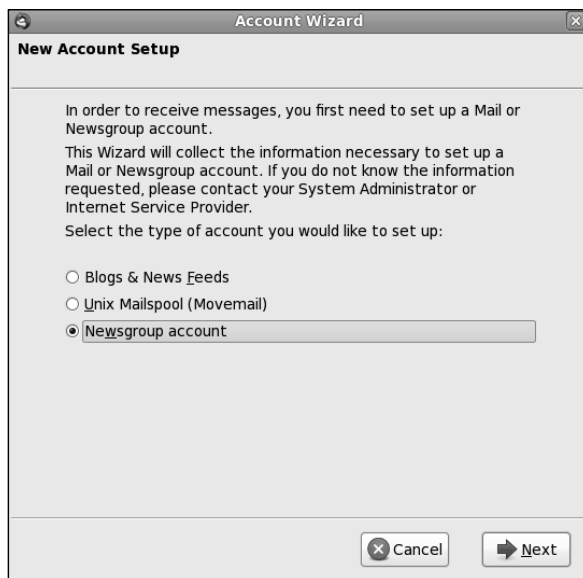 Account Wizard
New Account Setup
In order to receive messages, you first need to set up a Mail or
Newsgroup account.
This Wizard will collect the information necessary to set up a
Mail or Newsgroup account. If you do not know the information
requested, please contact your System Administrator or
Internet Service Provider.
Select the type of account you would like to set up:
Blogs & News Feeds
Unix Mailspool (Movemail)
Newsgroup account
Cancel
Next